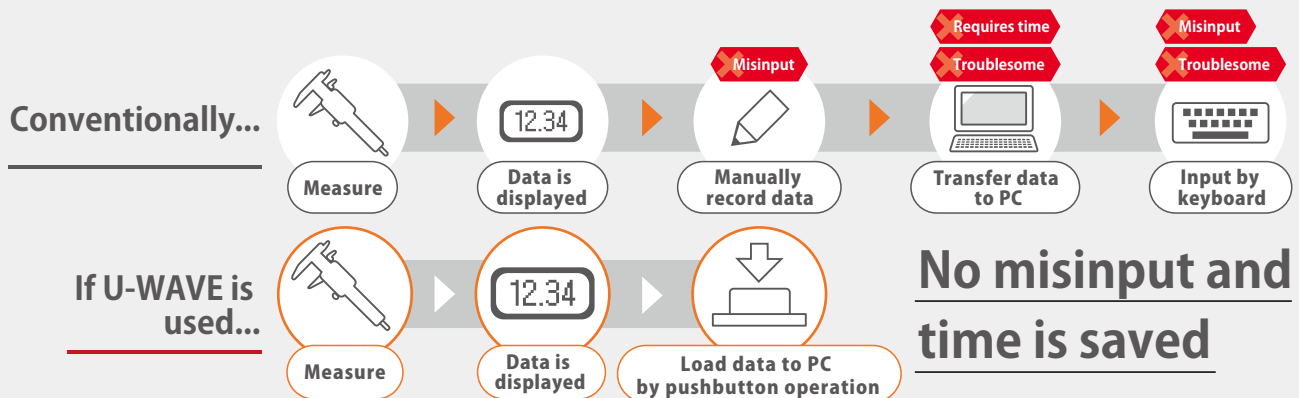 Requires time
Misinput
Misinput
Troublesome
Troublesome
Conventionally...
12.34
Measure
Data is
displayed
Manually
record data
Transfer data
to PC
Input by
keyboard
If U-WAVE is
used...
12.34
Measure
Data is
displayed
Load data to PC
by pushbutton operation
No misinput and
time is saved